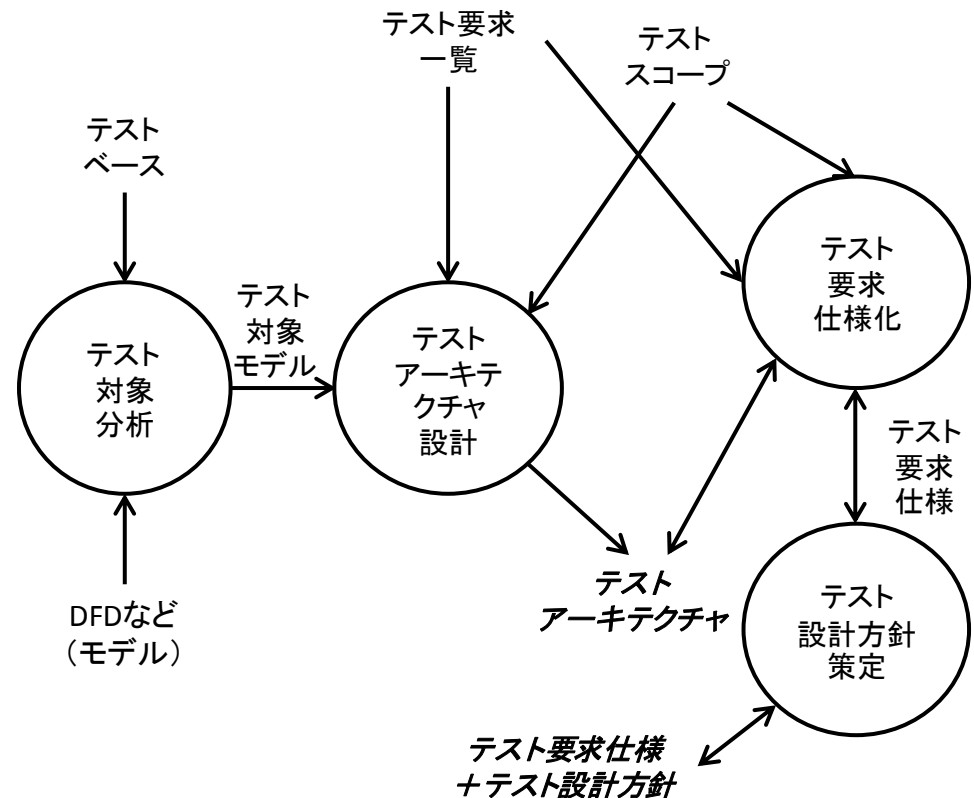 テスト要求
一覧
テスト
スコープ
テスト
ベース
テスト
対象
分析
テスト
対象
モデル
テスト
アーキテ
クチャ
設計
テスト
要求
仕様化
テスト
要求
仕様
DFDなど
（モデル）
テスト
アーキテクチャ
テスト
設計方針
策定
テスト要求仕様
＋テスト設計方針